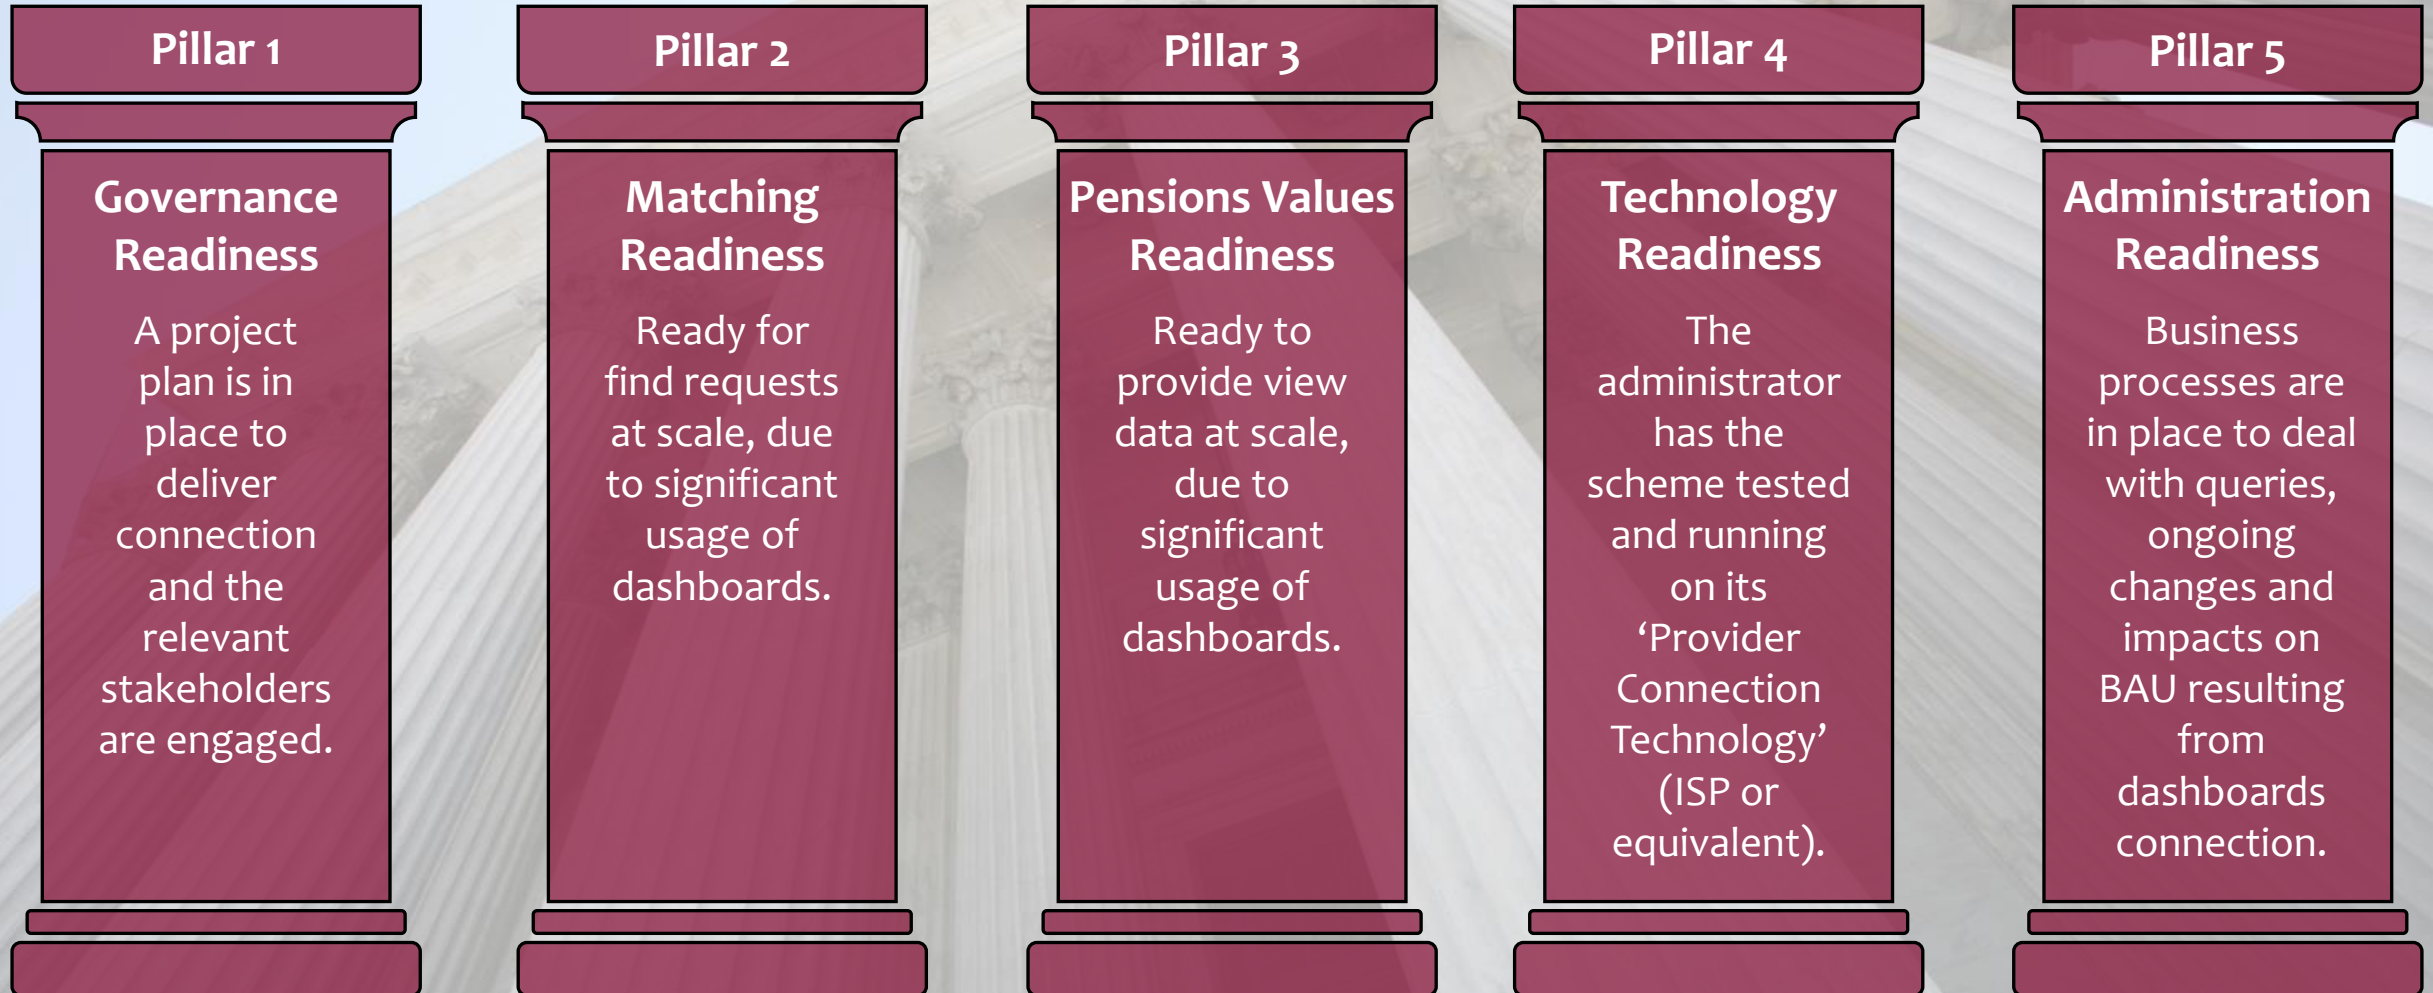 Pillar 1
Governance
Readiness
A project
plan is in
place to
deliver
connection
and the
relevant
stakeholders
are engaged.
Pillar 2
Matching
Readiness
Ready for
find requests
at scale, due
to significant
usage of
dashboards.
Pillar 3
Pensions Values
Readiness
Ready to
provide view
data at scale,
due to
significant
usage of
dashboards.
Pillar 4
Technology
Readiness
The
administrator
has the
scheme tested
and running
on its
‘Provider
Connection
Technology’
(ISP or
equivalent).
Pillar 5
Administration
Readiness
Business
processes are
in place to deal
with queries,
ongoing
changes and
impacts on
BAU resulting
from
dashboards
connection.